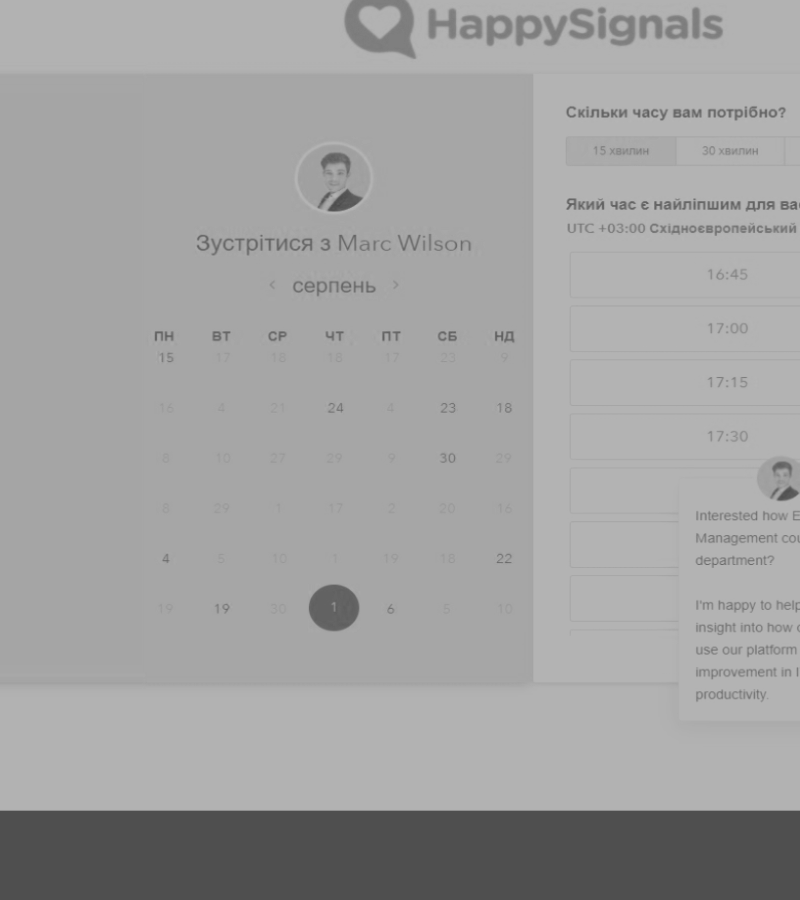 HappySignals
Зустрітися з Marc Wilson
серпень
ПН ВТ СР ЧТ ПТ СБ НД
15 17 18 18 17 23 9
16 4 21 24 4 23 18
8 10 27 29 9 30 29
8 29 1 17 2 20 16
4 5 10 1 19 18 22
19 19 30 1 6 5 10
Скільки часу вам потрібно?
15 хвилин 30 хвилин
Який час є найліпшим для
UTC +03:00 Східноєвропейський
16:45
17:00
17:15
17:30
Interested how
Management
department?
I'm happy to help
insight into how
use our platform
improvement in
productivity.